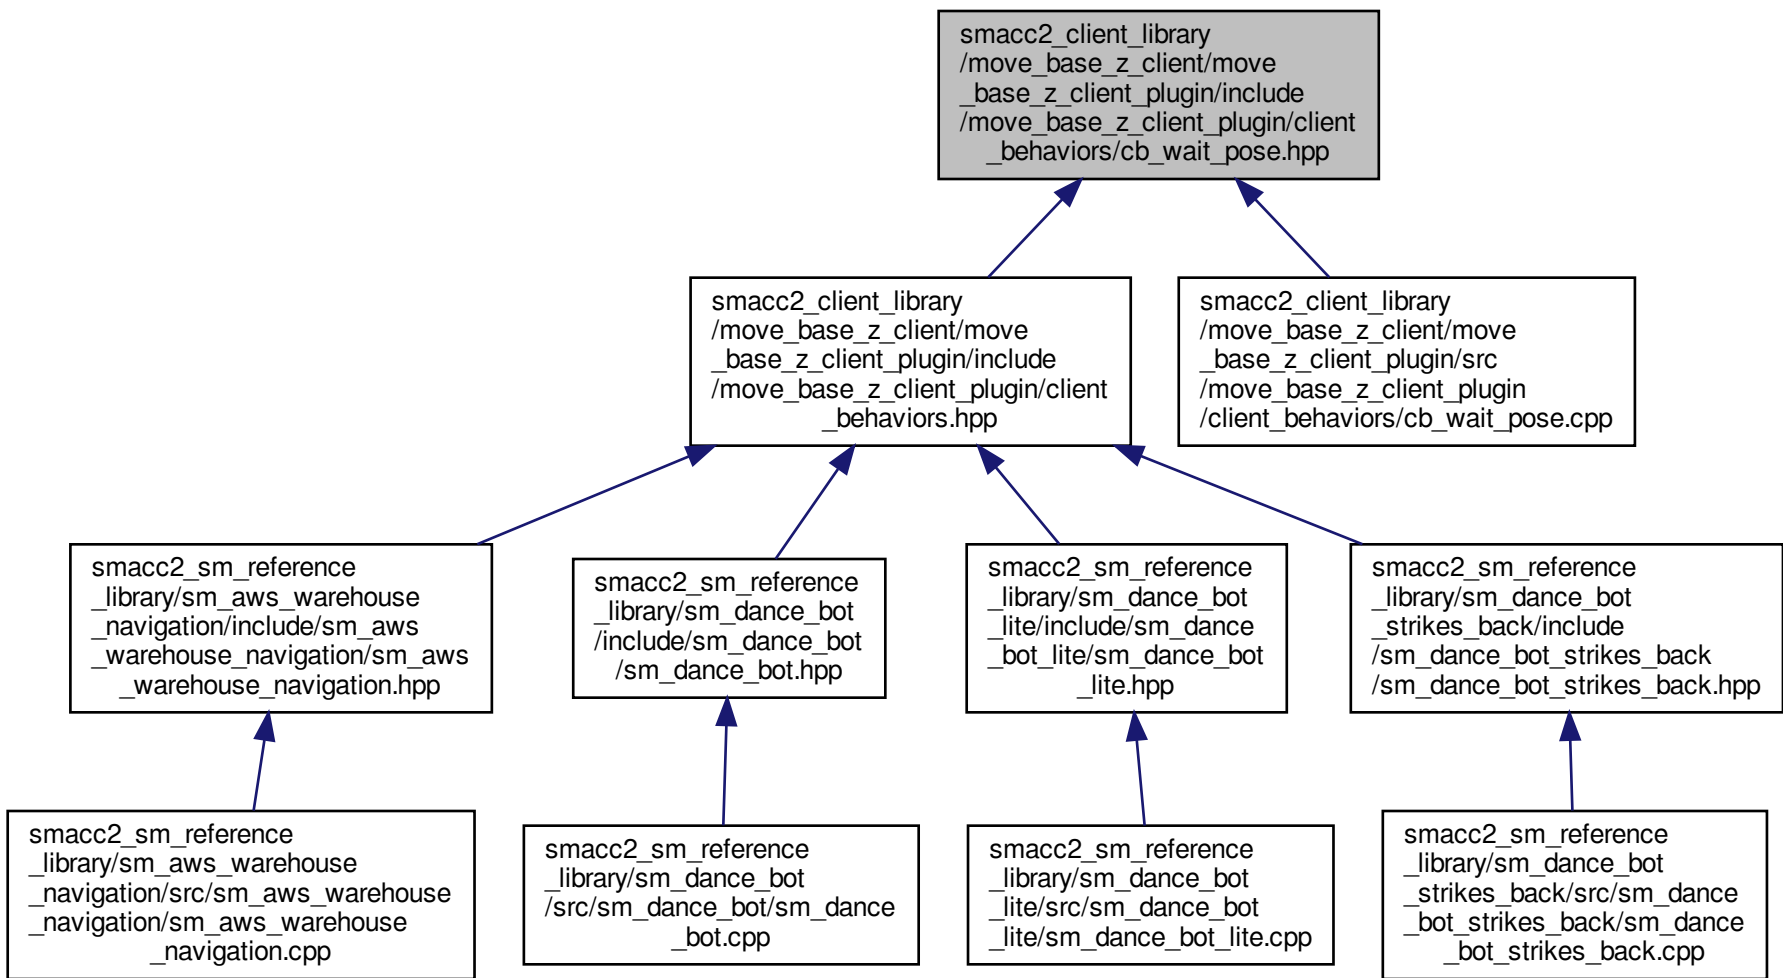 smacc2_client_library
/move_base_z_client/move
_base_z_client_plugin/include
/move_base_z_client_plugin/client
_behaviors/cb_wait_pose.hpp
smacc2_client_library
/move_base_z_client/move
_base_z_client_plugin/include
/move_base_z_client_plugin/client
_behaviors.hpp
smacc2_client_library
/move_base_z_client/move
_base_z_client_plugin/src
/move_base_z_client_plugin
/client_behaviors/cb_wait_pose.cpp
smacc2_sm_reference
_library/sm_aws_warehouse
_navigation/include/sm_aws
_warehouse_navigation/sm_aws
_warehouse_navigation.hpp
smacc2_sm_reference
_library/sm_dance_bot
/include/sm_dance_bot
/sm_dance_bot.hpp
smacc2_sm_reference
_library/sm_dance_bot
_lite/include/sm_dance
_bot_lite/sm_dance_bot
_lite.hpp
smacc2_sm_reference
_library/sm_dance_bot
_strikes_back/include
/sm_dance_bot_strikes_back
/sm_dance_bot_strikes_back.hpp
smacc2_sm_reference
_library/sm_aws_warehouse
_navigation/src/sm_aws_warehouse
_navigation/sm_aws_warehouse
_navigation.cpp
smacc2_sm_reference
_library/sm_dance_bot
/src/sm_dance_bot/sm_dance
_bot.cpp
smacc2_sm_reference
_library/sm_dance_bot
_lite/src/sm_dance_bot
_lite/sm_dance_bot_lite.cpp
smacc2_sm_reference
_library/sm_dance_bot
_strikes_back/src/sm_dance
_bot_strikes_back/sm_dance
_bot_strikes_back.cpp